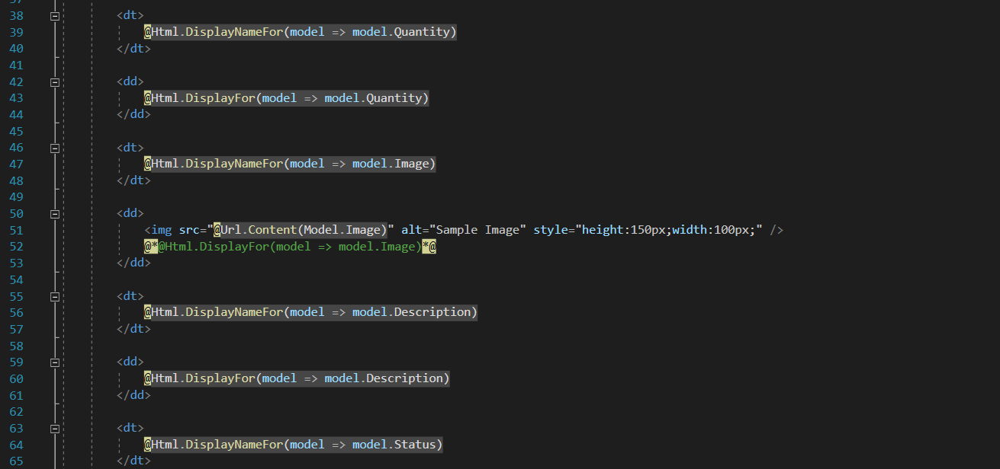 37
38 <dt>
39 @Html.DisplayNameFor(model => model.Quantity)
40 </dt>
41
42 <dd>
43 @Html.DisplayFor(model => model.Quantity)
44 </dd>
45
46 <dt>
47 @Html.DisplayNameFor(model => model.Image)
48 </dt>
49
50 <dd>
51 <img src="@Url.Content(Model.Image)" alt="Sample Image" style="height:150px;width:100px;" />
52 @*@Html.DisplayFor(model => model.Image)*@
53 </dd>
54
55 <dt>
56 @Html.DisplayNameFor(model => model.Description)
57 </dt>
58
59 <dd>
60 @Html.DisplayFor(model => model.Description)
61 </dd>
62
63 <dt>
64 @Html.DisplayNameFor(model => model.Status)
65 </dt>